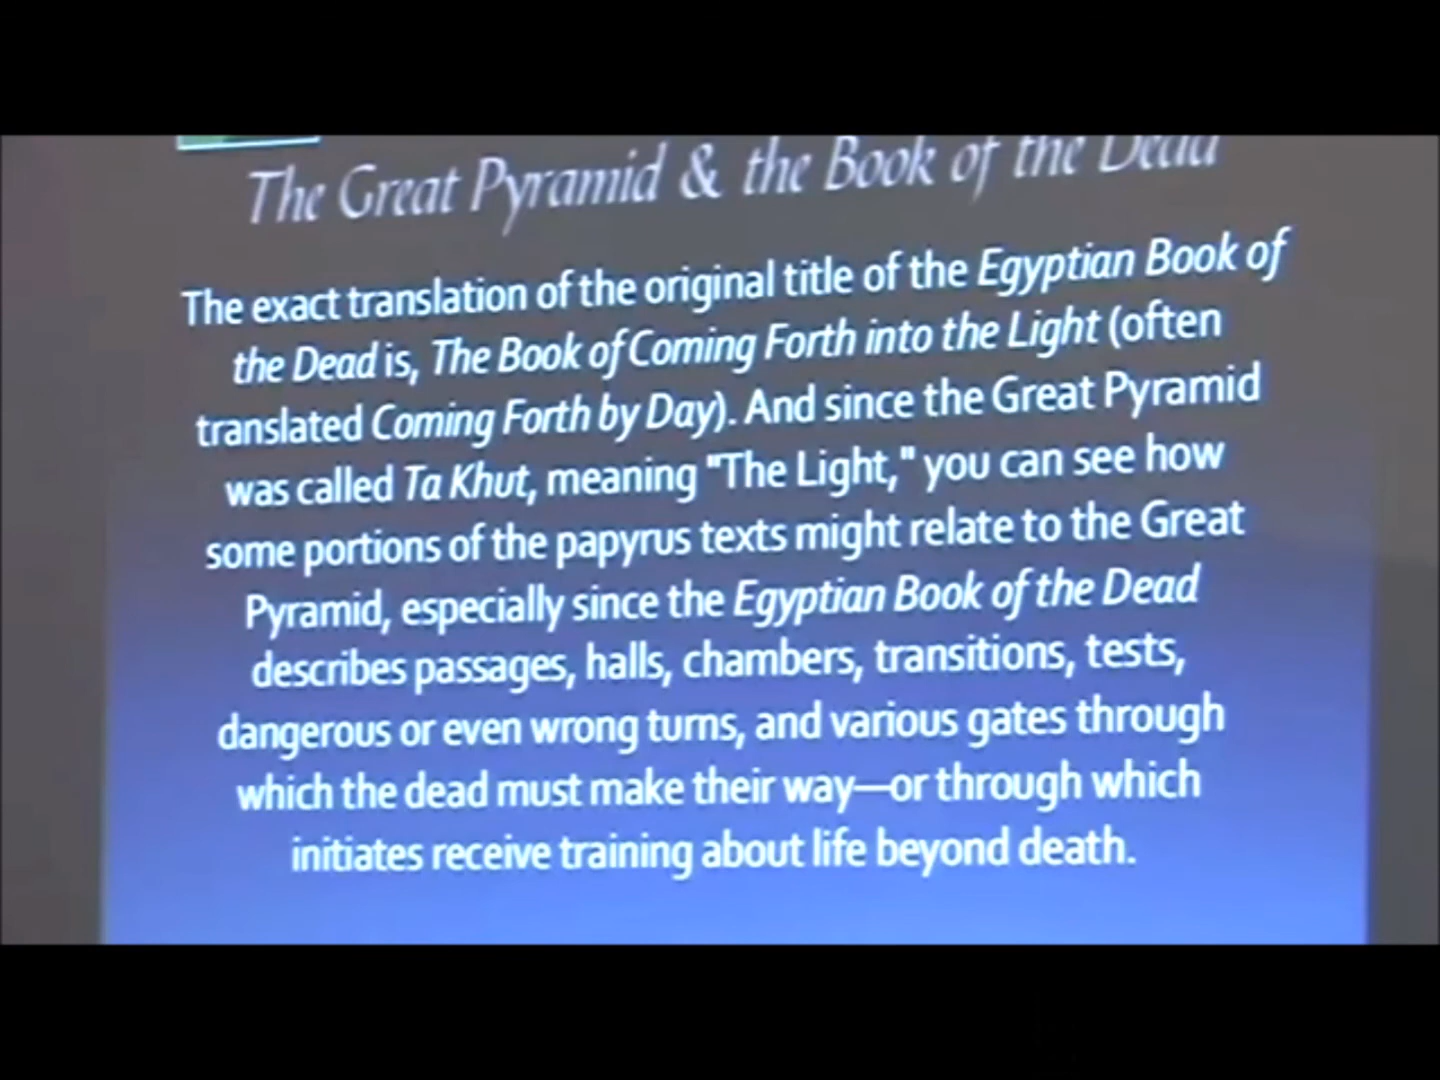 The Great Pyramid & the Book of the Dead
The exact translation of the original title of the Egyptian Book of
the Dead is, The Book of Coming Forth into the Light (often
translated Coming Forth by Day). And since the Great Pyramid
was called Ta Khut, meaning "The Light," you can see how
some portions of the papyrus texts might relate to the Great
Pyramid, especially since the Egyptian Book of the Dead
describes passages, halls, chambers, transitions, tests,
dangerous or even wrong turns, and various gates through
which the dead must make their way—or through which
initiates receive training about life beyond death.